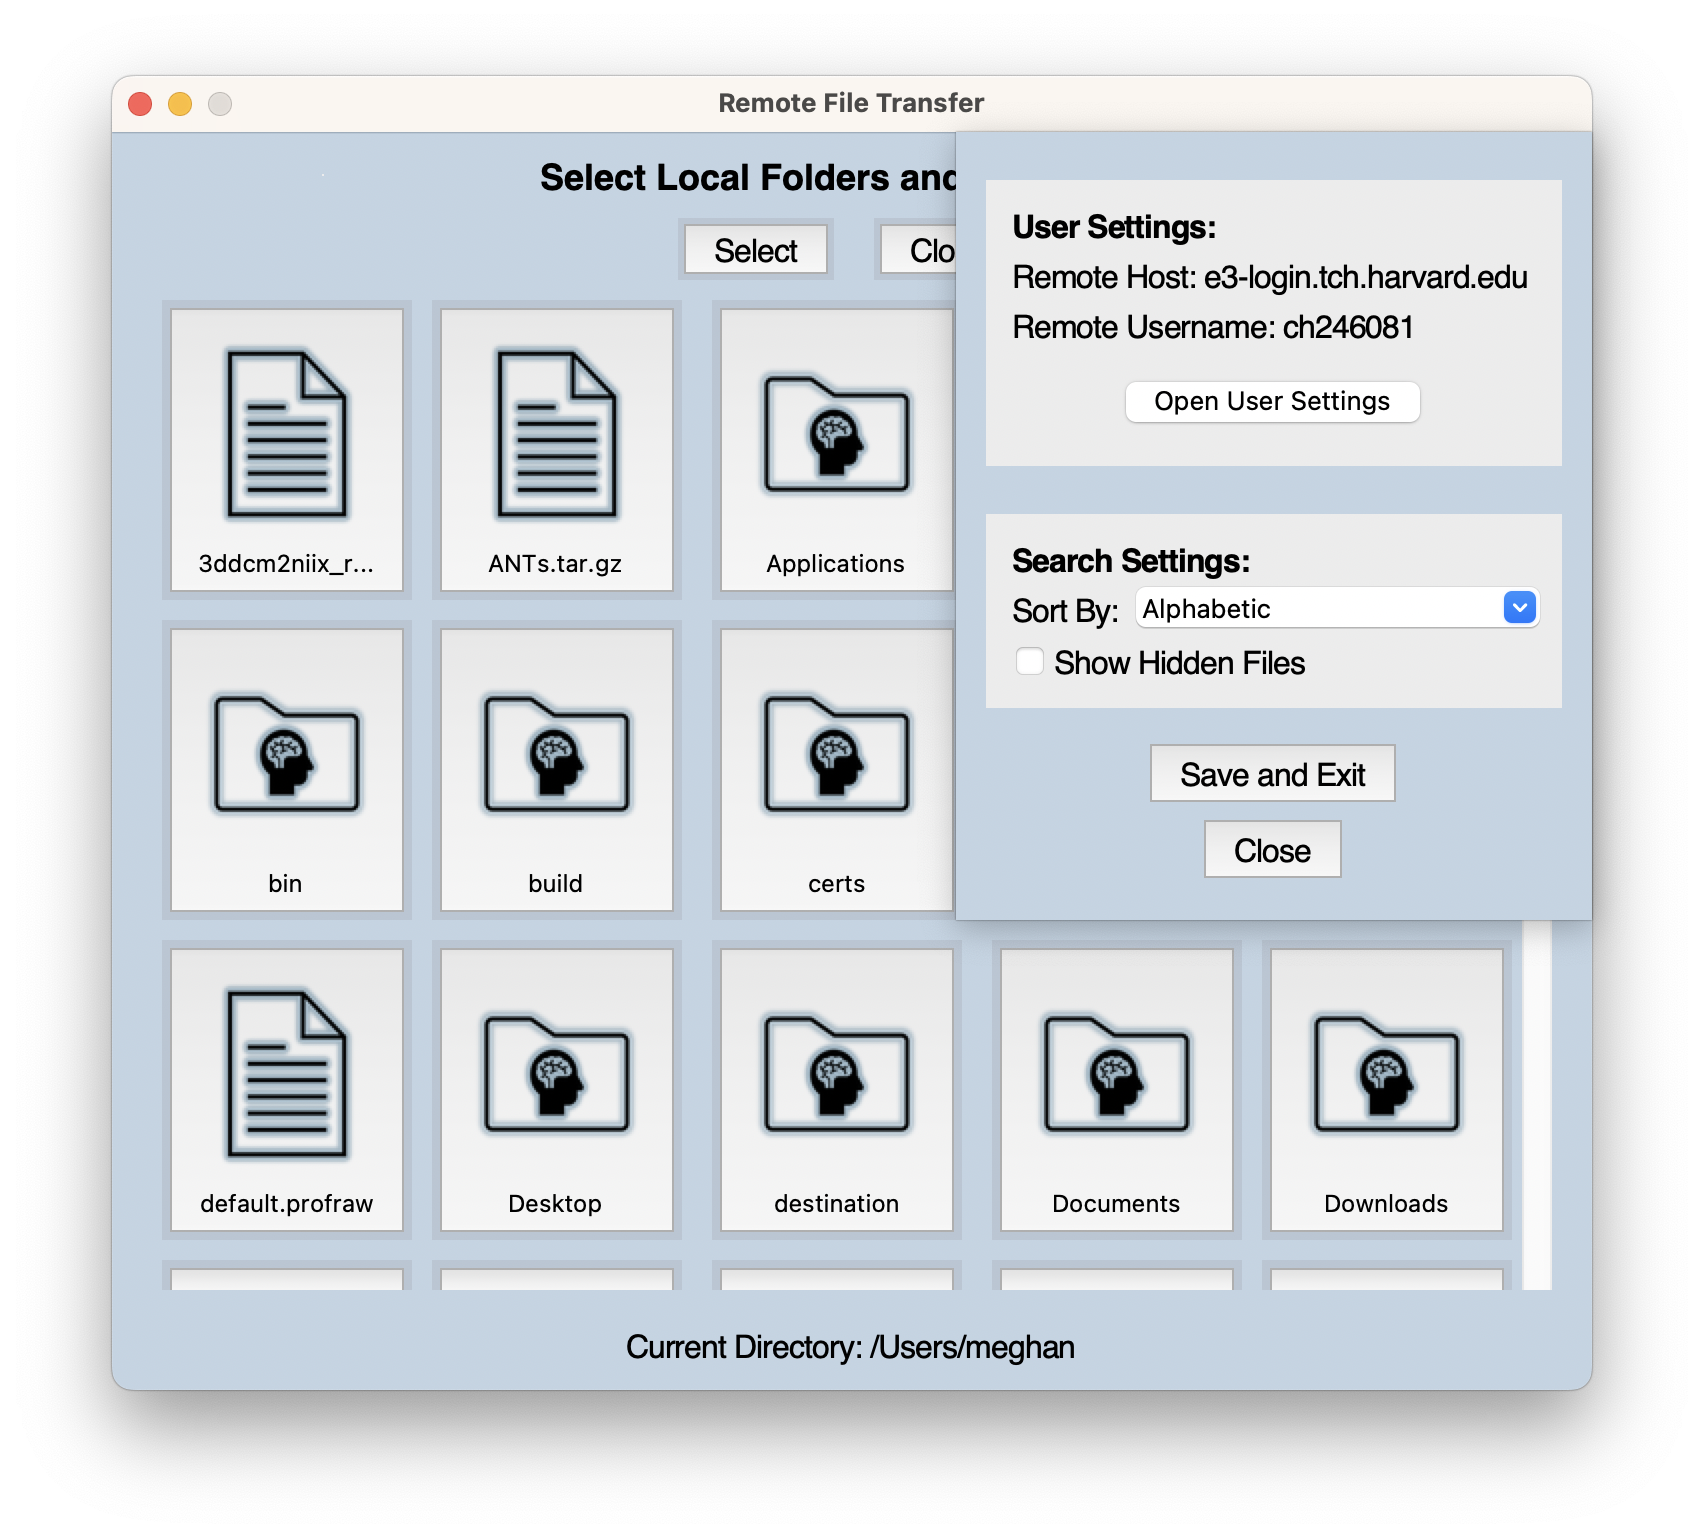 Remote File Transfer
Select Local Folders and
Select
Clo
User Settings:
Remote Host: e3-login.tch.harvard.edu
Remote Username: ch246081
Open User Settings
Search Settings:
Sort By: Alphabetic
Show Hidden Files
Save and Exit
Close
3ddcm2niix_r...
ANTs.tar.gz
Applications
bin
build
certs
default.profraw
Desktop
destination
Documents
Downloads
Current Directory: /Users/meghan